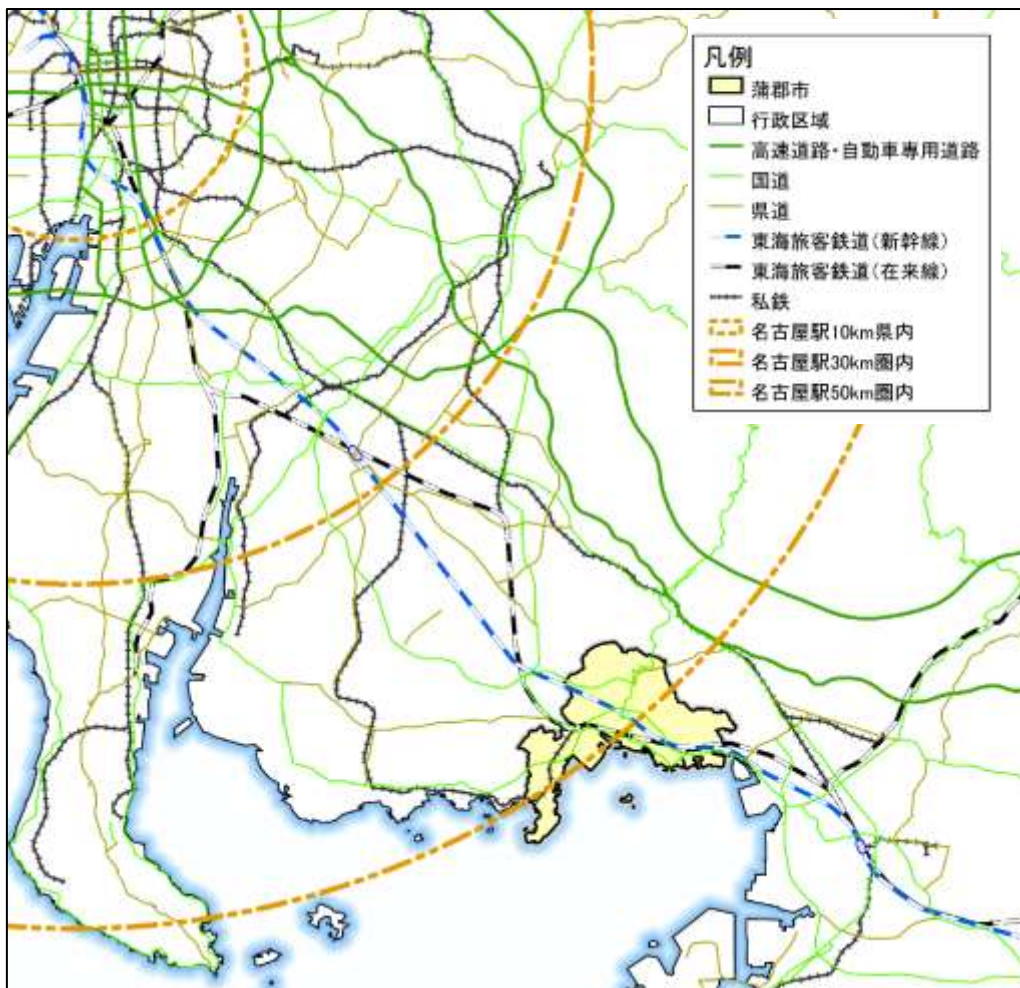 凡例
蒲郡市
行政区域
高速道路・自動車専用道路
国道
県道
東海旅客鉄道(新幹線)
東海旅客鉄道(在来線)
私鉄
名古屋駅10km県内
名古屋駅30km圏内
名古屋駅50km圏内